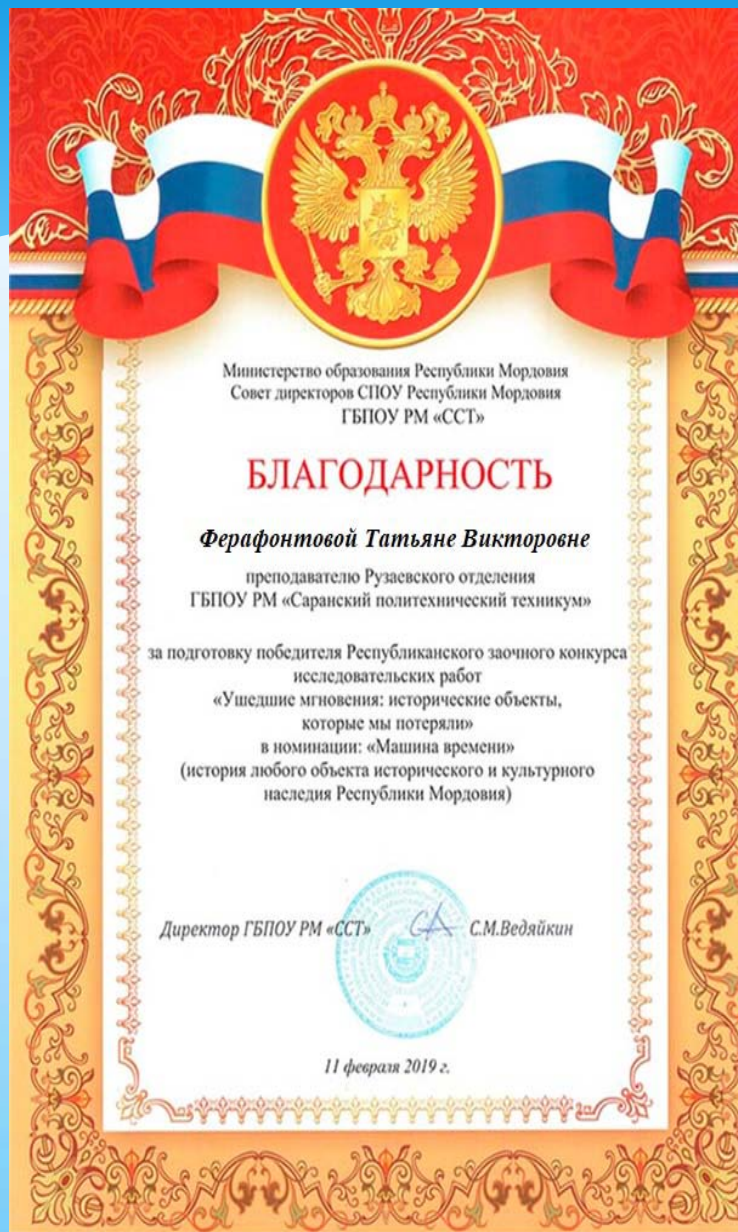 Министерство образования Республики Мордовия
Совет директоров СПОУ Республики Мордовия
ГБПОУ РМ «ССТ»
БЛАГОДАРНОСТЬ
Ферафонтовой Татьяне Викторовне
преподавателю Рузаевского отделения
ГБПОУ РМ «Саранский политехнический техникум»
за подготовку победителя Республиканского заочного конкурса
исследовательских работ
«Ушедшие мгновения: исторические объекты,
которые мы потеряли»
в номинации: «Машина времени»
(история любого объекта исторического и культурного
наследия Республики Мордовия)
Директор ГБПОУ РМ «ССТ» С.М.Ведяйкин
11 февраля 2019 г.